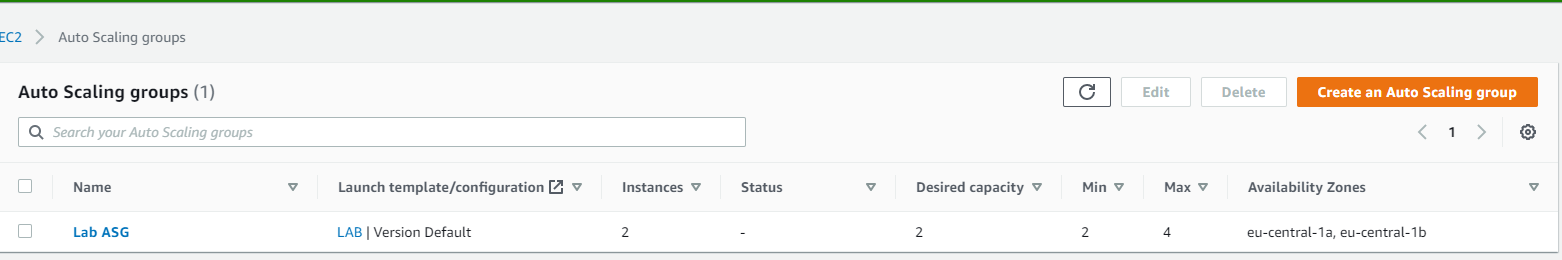 EC2 > Auto Scaling groups
Auto Scaling groups (1)
Edit
Delete
Create an Auto Scaling group
Search your Auto Scaling groups
1
Name Launch template/configuration Instances Status Desired capacity Min Max Availability Zones
Lab ASG LAB | Version Default 2 - 2 2 4 eu-central-1a, eu-central-1b